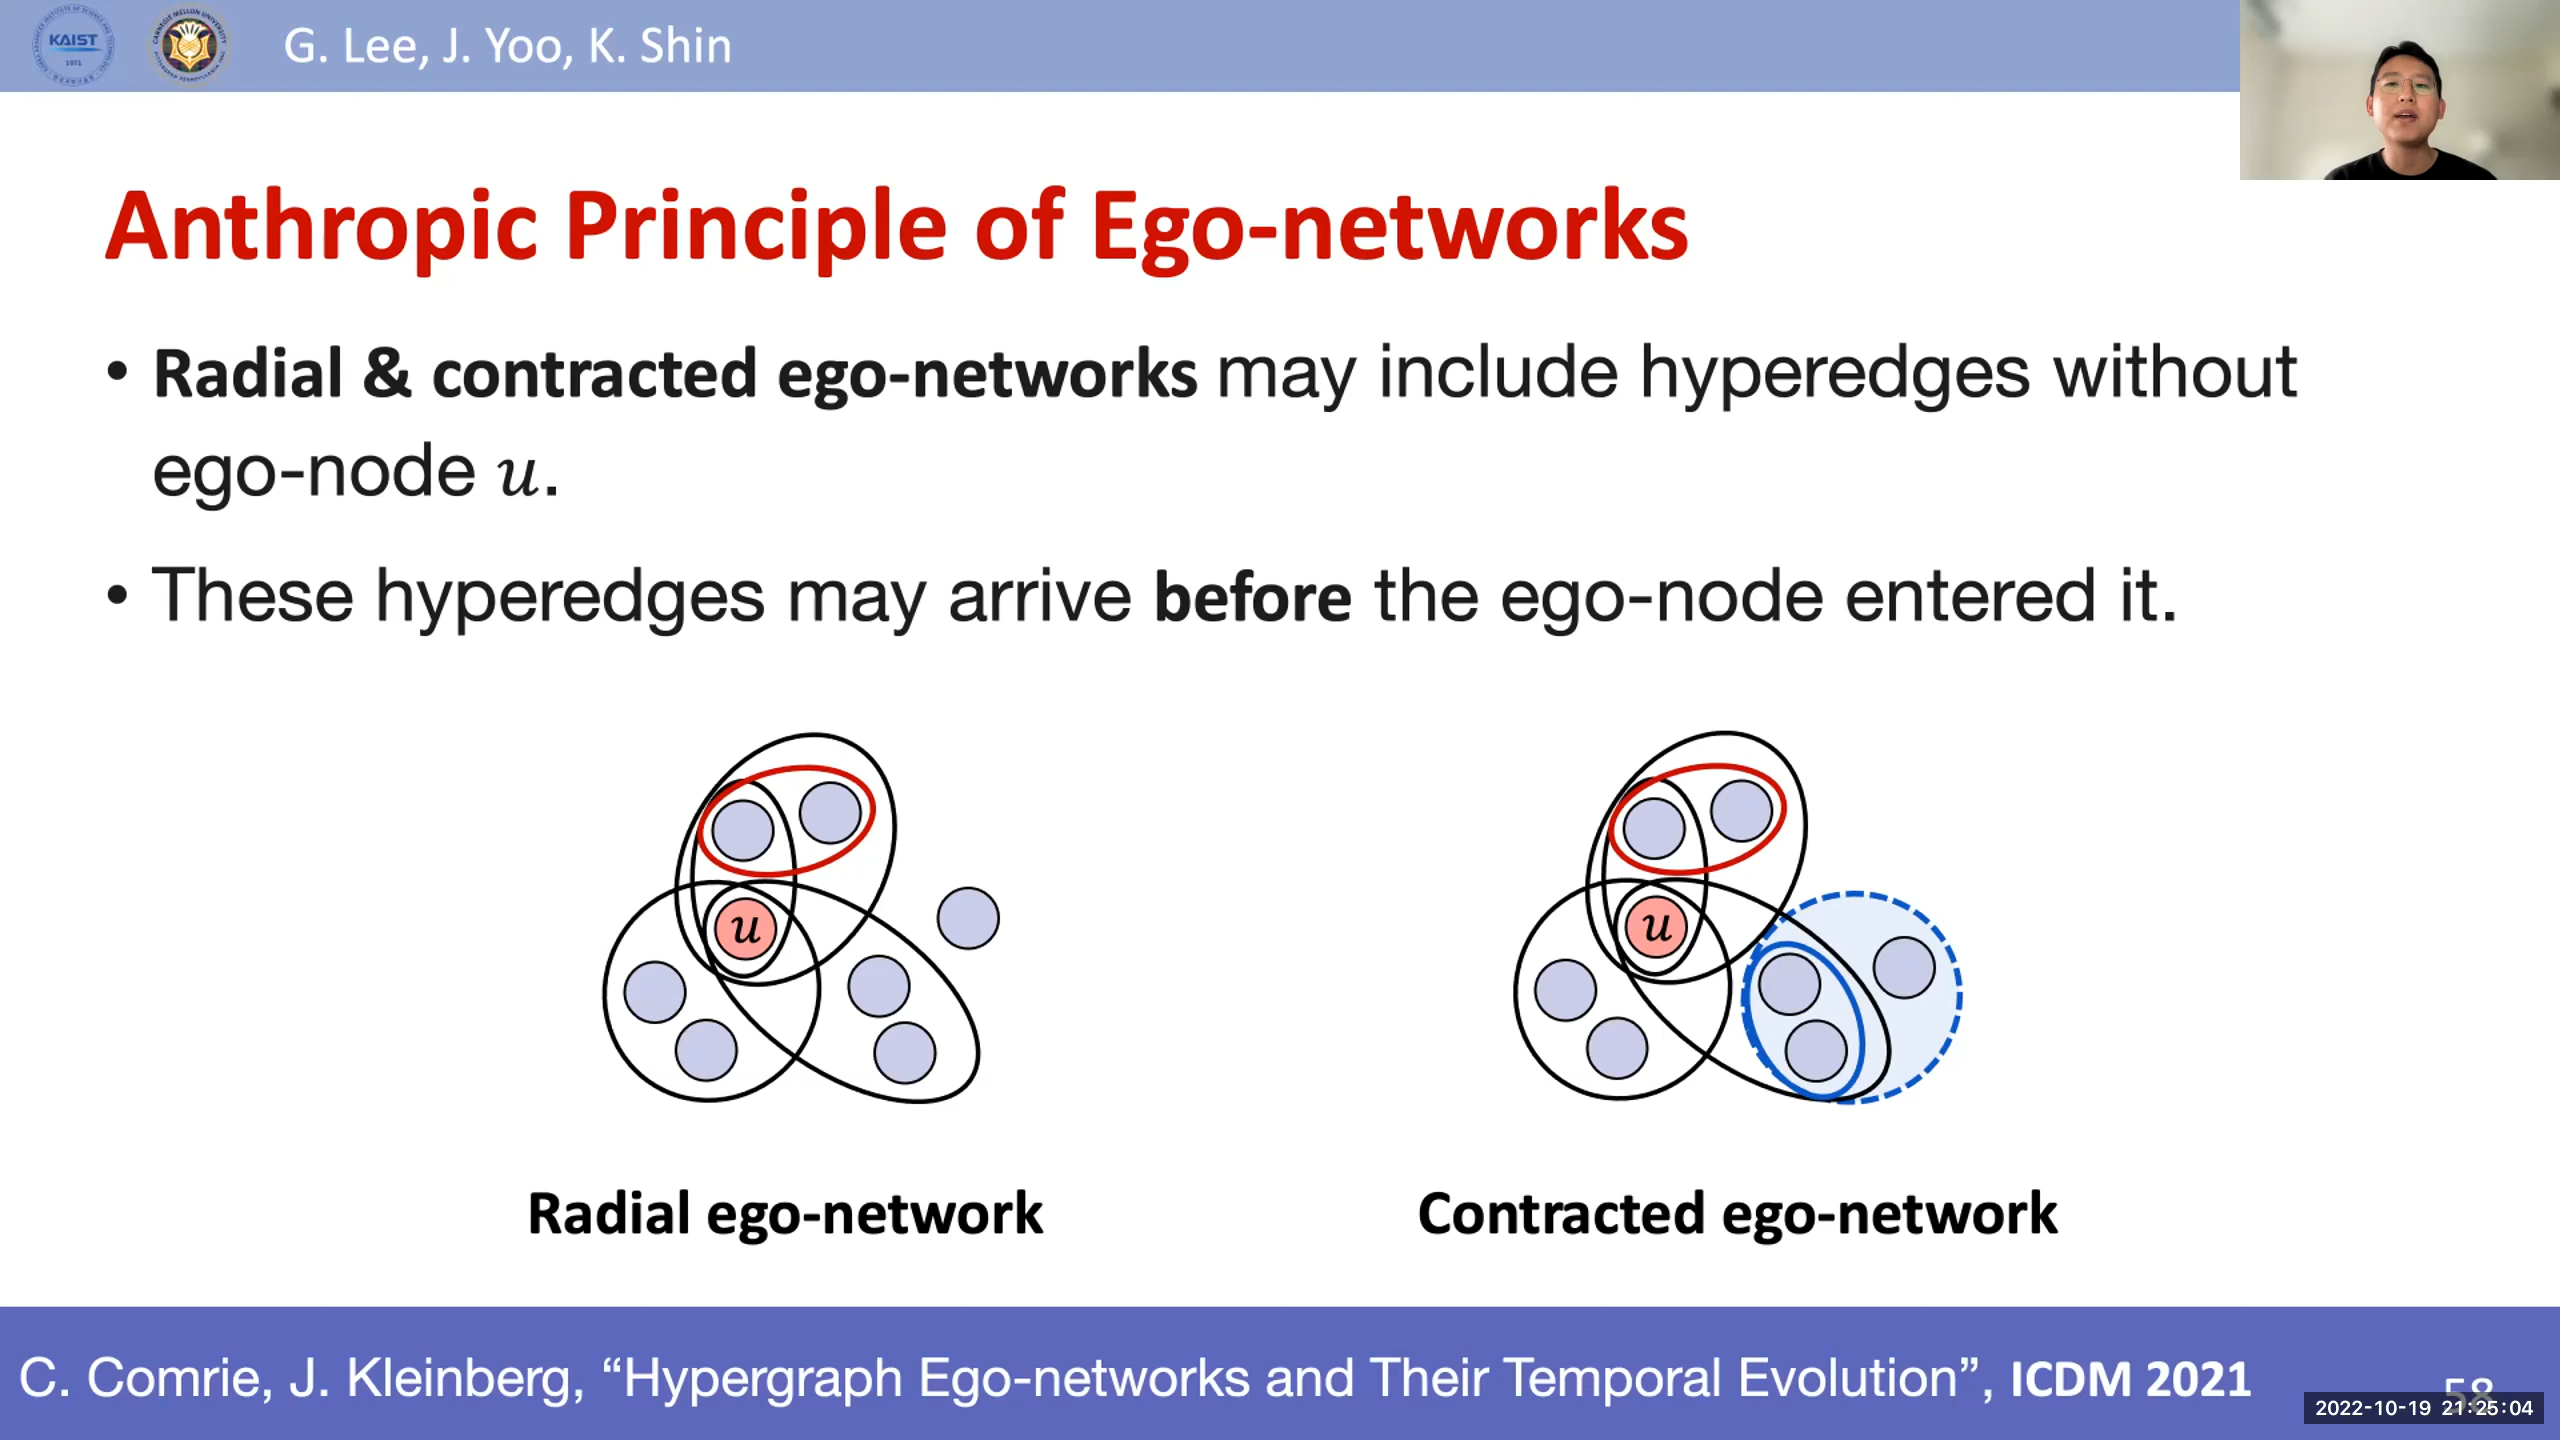 KAIST
1971
G. Lee, J. Yoo, K. Shin
Anthropic Principle of Ego-networks
• Radial & contracted ego-networks may include hyperedges without
ego-node u.
• These hyperedges may arrive before the ego-node entered it.
u
u
Radial ego-network
Contracted ego-network
C. Comrie, J. Kleinberg, “Hypergraph Ego-networks and Their Temporal Evolution”, ICDM 2021
58
2022-10-19 21:25:04